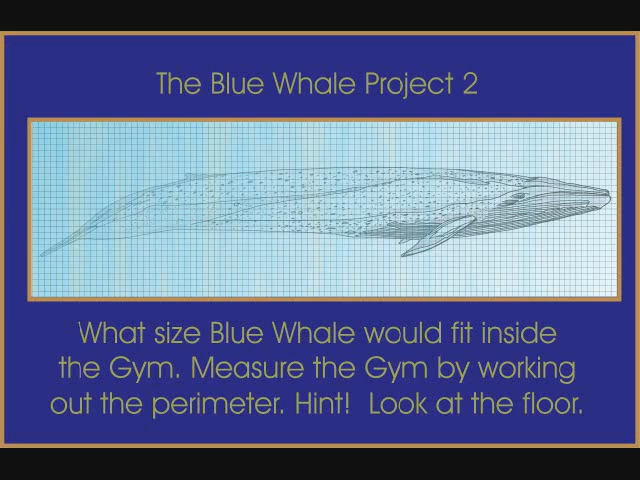 The Blue Whale Project 2
What size Blue Whale would fit inside
the Gym. Measure the Gym by working
out the perimeter. Hint!  Look at the floor.